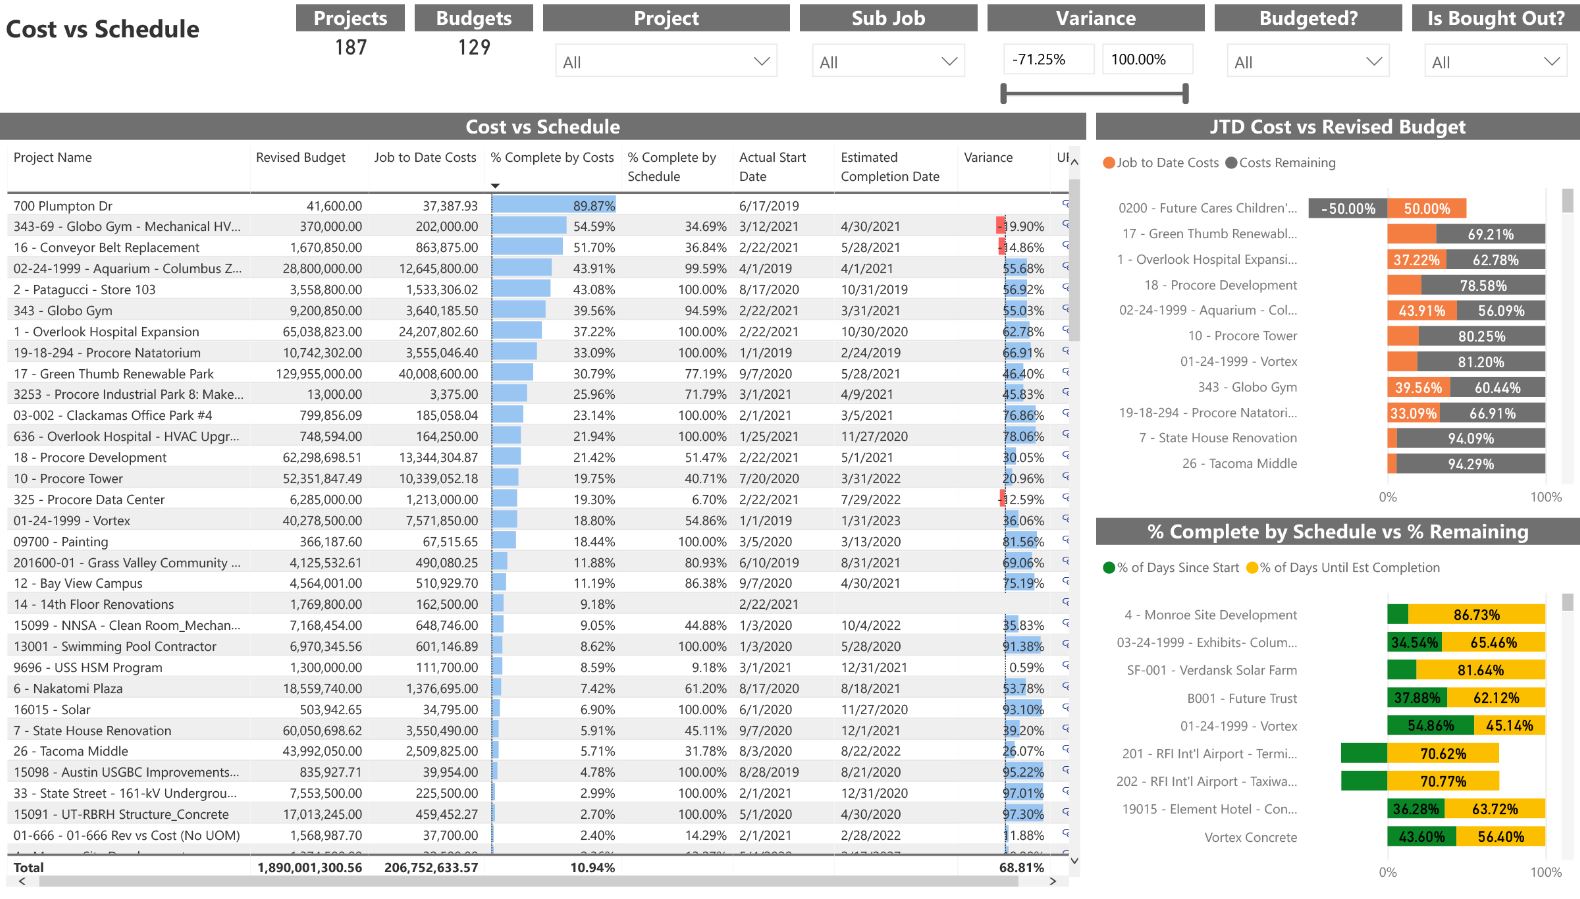 Cost vs Schedule
Projects
187
Budgets
129
Project
All
Sub Job
All
Variance
-71.25% 100.00%
Budgeted?
All
Is Bought Out?
All
Cost vs Schedule
Project Name Revised Budget Job to Date Costs % Complete by Costs % Complete by Schedule Actual Start Date Estimated Completion Date Variance
700 Plumpton Dr 41,600.00 37,387.93 89.87% 6/17/2019
343-69 - Globo Gym - Mechanical HV... 370,000.00 202,000.00 54.59% 34.69% 3/12/2021 4/30/2021 -19.90%
16 - Conveyor Belt Replacement 1,670,850.00 863,875.00 51.70% 36.84% 2/22/2021 5/28/2021 -14.86%
02-24-1999 - Aquarium - Columbus Z... 28,800,000.00 12,645,800.00 43.91% 99.59% 4/1/2019 4/1/2021 55.68%
2 - Patagucci - Store 103 3,558,800.00 1,533,306.02 43.08% 100.00% 8/17/2020 10/31/2019 56.92%
343 - Globo Gym 9,200,850.00 3,640,185.50 39.56% 94.59% 2/22/2021 3/31/2021 55.03%
1 - Overlook Hospital Expansion 65,038,823.00 24,207,802.60 37.22% 100.00% 2/22/2021 10/30/2020 62.78%
19-18-294 - Procore Natatorium 10,742,302.00 3,555,046.40 33.09% 100.00% 1/1/2019 2/24/2019 66.91%
17 - Green Thumb Renewable Park 129,955,000.00 40,008,600.00 30.79% 77.19% 9/7/2020 5/28/2021 46.40%
3253 - Procore Industrial Park 8: Make... 13,000.00 3,375.00 25.96% 71.79% 3/1/2021 4/9/2021 45.83%
03-002 - Clackamas Office Park #4 799,856.09 185,058.04 23.14% 100.00% 2/1/2021 3/5/2021 76.86%
636 - Overlook Hospital - HVAC Upgr... 748,594.00 164,250.00 21.94% 100.00% 1/25/2021 11/27/2020 78.06%
18 - Procore Development 62,298,698.51 13,344,304.87 21.42% 51.47% 2/22/2021 5/1/2021 30.05%
10 - Procore Tower 52,351,847.49 10,339,052.18 19.75% 40.71% 7/20/2020 3/31/2022 20.96%
325 - Procore Data Center 6,285,000.00 1,213,000.00 19.30% 6.70% 2/22/2021 7/29/2022 -12.59%
01-24-1999 - Vortex 40,278,500.00 7,571,850.00 18.80% 54.86% 1/1/2019 1/31/2023 36.06%
09700 - Painting 366,187.60 67,515.65 18.44% 100.00% 3/5/2020 3/13/2020 81.56%
201600-01 - Grass Valley Community ... 4,125,532.61 490,080.25 11.88% 80.93% 6/10/2019 8/31/2021 69.06%
12 - Bay View Campus 4,564,001.00 510,929.70 11.19% 86.38% 9/7/2020 4/30/2021 75.19%
14 - 14th Floor Renovations 1,769,800.00 162,500.00 9.18% 2/22/2021
15099 - NNSA - Clean Room_Mechan... 7,168,454.00 648,746.00 9.05% 44.88% 1/3/2020 10/4/2022 35.83%
13001 - Swimming Pool Contractor 6,970,345.56 601,146.89 8.62% 100.00% 1/3/2020 5/28/2020 91.38%
9696 - USS HSM Program 1,300,000.00 111,700.00 8.59% 9.18% 3/1/2021 12/31/2021 0.59%
6 - Nakatomi Plaza 18,559,740.00 1,376,695.00 7.42% 61.20% 8/17/2020 8/18/2021 53.78%
16015 - Solar 503,942.65 34,795.00 6.90% 100.00% 6/1/2020 11/27/2020 93.10%
7 - State House Renovation 60,050,698.62 3,550,490.00 5.91% 45.11% 9/7/2020 12/1/2021 39.20%
26 - Tacoma Middle 43,992,050.00 2,509,825.00 5.71% 31.78% 8/3/2020 8/22/2022 26.07%
15098 - Austin USGBC Improvements... 835,927.71 39,954.00 4.78% 100.00% 8/28/2019 8/21/2020 95.22%
33 - State Street - 161-kV Undergrou... 7,553,500.00 225,500.00 2.99% 100.00% 2/1/2021 12/31/2020 97.01%
15091 - UT-RBRH Structure_Concrete 17,013,245.00 459,452.27 2.70% 100.00% 5/1/2020 4/30/2020 97.30%
01-666 - 01-666 Rev vs Cost (No UOM) 1,568,987.70 37,700.00 2.40% 14.29% 2/1/2021 2/28/2022 11.88%
Total 1,890,001,300.56 206,752,633.57 10.94% 68.81%
JTD Cost vs Revised Budget
Job to Date Costs Costs Remaining
0200 - Future Cares Children'... -50.00% 50.00%
17 - Green Thumb Renewabl... 69.21%
1 - Overlook Hospital Expansi... 37.22% 62.78%
18 - Procore Development 78.58%
02-24-1999 - Aquarium - Col... 43.91% 56.09%
10 - Procore Tower 80.25%
01-24-1999 - Vortex 81.20%
343 - Globo Gym 39.56% 60.44%
19-18-294 - Procore Natatori... 33.09% 66.91%
7 - State House Renovation 94.09%
26 - Tacoma Middle 94.29%
0% 100%
% Complete by Schedule vs % Remaining
% of Days Since Start % of Days Until Est Completion
4 - Monroe Site Development 86.73%
03-24-1999 - Exhibits- Colum... 34.54% 65.46%
SF-001 - Verdansk Solar Farm 81.64%
B001 - Future Trust 37.88% 62.12%
01-24-1999 - Vortex 54.86% 45.14%
201 - RFI Int'l Airport - Termi... 70.62%
202 - RFI Int'l Airport - Taxiwa... 70.77%
19015 - Element Hotel - Con... 36.28% 63.72%
Vortex Concrete 43.60% 56.40%
0% 100%